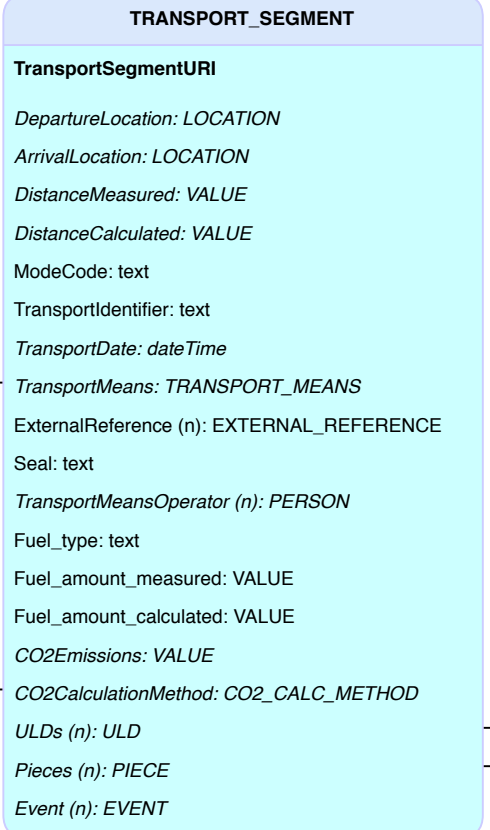 TRANSPORT_SEGMENT
TransportSegmentURI
DepartureLocation: LOCATION
ArrivalLocation: LOCATION
DistanceMeasured: VALUE
DistanceCalculated: VALUE
ModeCode: text
TransportIdentifier: text
TransportDate: dateTime
TransportMeans: TRANSPORT_MEANS
ExternalReference (n): EXTERNAL_REFERENCE
Seal: text
TransportMeansOperator (n): PERSON
Fuel_type: text
Fuel_amount_measured: VALUE
Fuel_amount_calculated: VALUE
CO2Emissions: VALUE
CO2CalculationMethod: CO2_CALC_METHOD
ULDs (n): ULD
Pieces (n): PIECE
Event (n): EVENT